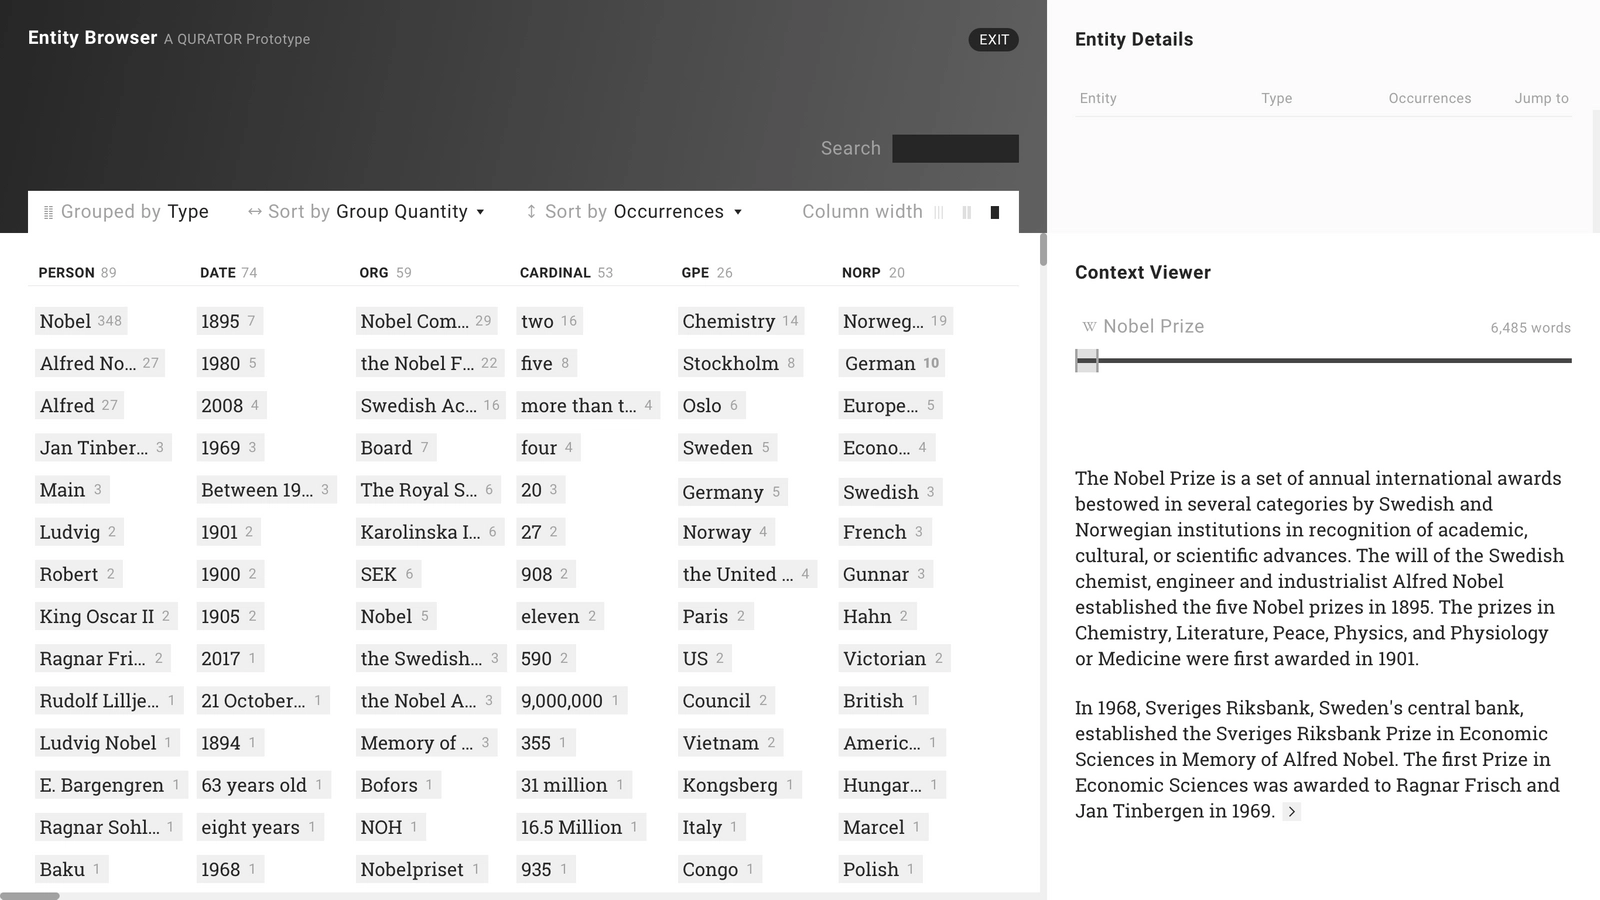 Entity Browser A QURATOR Prototype
EXIT
Search
Grouped by Type
Sort by Group Quantity
Sort by Occurrences
Column width
PERSON 89 DATE 74 ORG 59 CARDINAL 53 GPE 26 NORP 20
Nobel 348 1895 7 Nobel Com... 29 two 16 Chemistry 14 Norweg... 19
Alfred No... 27 1980 5 the Nobel F... 22 five 8 Stockholm 8 German 10
Alfred 27 2008 4 Swedish Ac... 16 more than t... 4 Oslo 6 Europe... 5
Jan Tinber... 3 1969 3 Board 7 four 4 Sweden 5 Econo... 4
Main 3 Between 19... 3 The Royal S... 6 20 3 Germany 5 Swedish 3
Ludvig 2 1901 2 Karolinska I... 6 27 2 Norway 4 French 3
Robert 2 1900 2 SEK 6 908 2 the United ... 4 Gunnar 3
King Oscar II 2 1905 2 Nobel 5 eleven 2 Paris 2 Hahn 2
Ragnar Fri... 2 2017 1 the Swedish... 3 590 2 US 2 Victorian 2
Rudolf Lillje... 1 21 October... 1 the Nobel A... 3 9,000,000 1 Council 2 British 1
Ludvig Nobel 1 1894 1 Memory of ... 3 355 1 Vietnam 2 Americ... 1
E. Bargengren 1 63 years old 1 Bofors 1 31 million 1 Kongsberg 1 Hungar... 1
Ragnar Sohl... 1 eight years 1 NOH 1 16.5 Million 1 Italy 1 Marcel 1
Baku 1 1968 1 Nobelpriset 1 935 1 Congo 1 Polish 1
Entity Details
Entity Type Occurrences Jump to
Context Viewer
W Nobel Prize 6,485 words
The Nobel Prize is a set of annual international awards
bestowed in several categories by Swedish and
Norwegian institutions in recognition of academic,
cultural, or scientific advances. The will of the Swedish
chemist, engineer and industrialist Alfred Nobel
established the five Nobel prizes in 1895. The prizes in
Chemistry, Literature, Peace, Physics, and Physiology
or Medicine were first awarded in 1901.
In 1968, Sveriges Riksbank, Sweden's central bank,
established the Sveriges Riksbank Prize in Economic
Sciences in Memory of Alfred Nobel. The first Prize in
Economic Sciences was awarded to Ragnar Frisch and
Jan Tinbergen in 1969. >